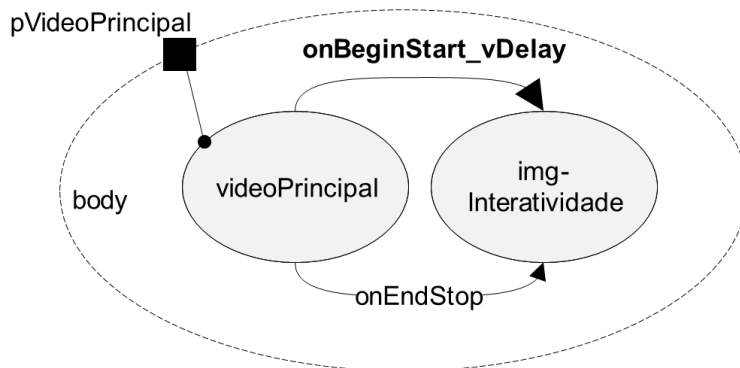 pVideoPrincipal
onBeginStart_vDelay
videoPrincipal
img-
Interatividade
body
onEndStop